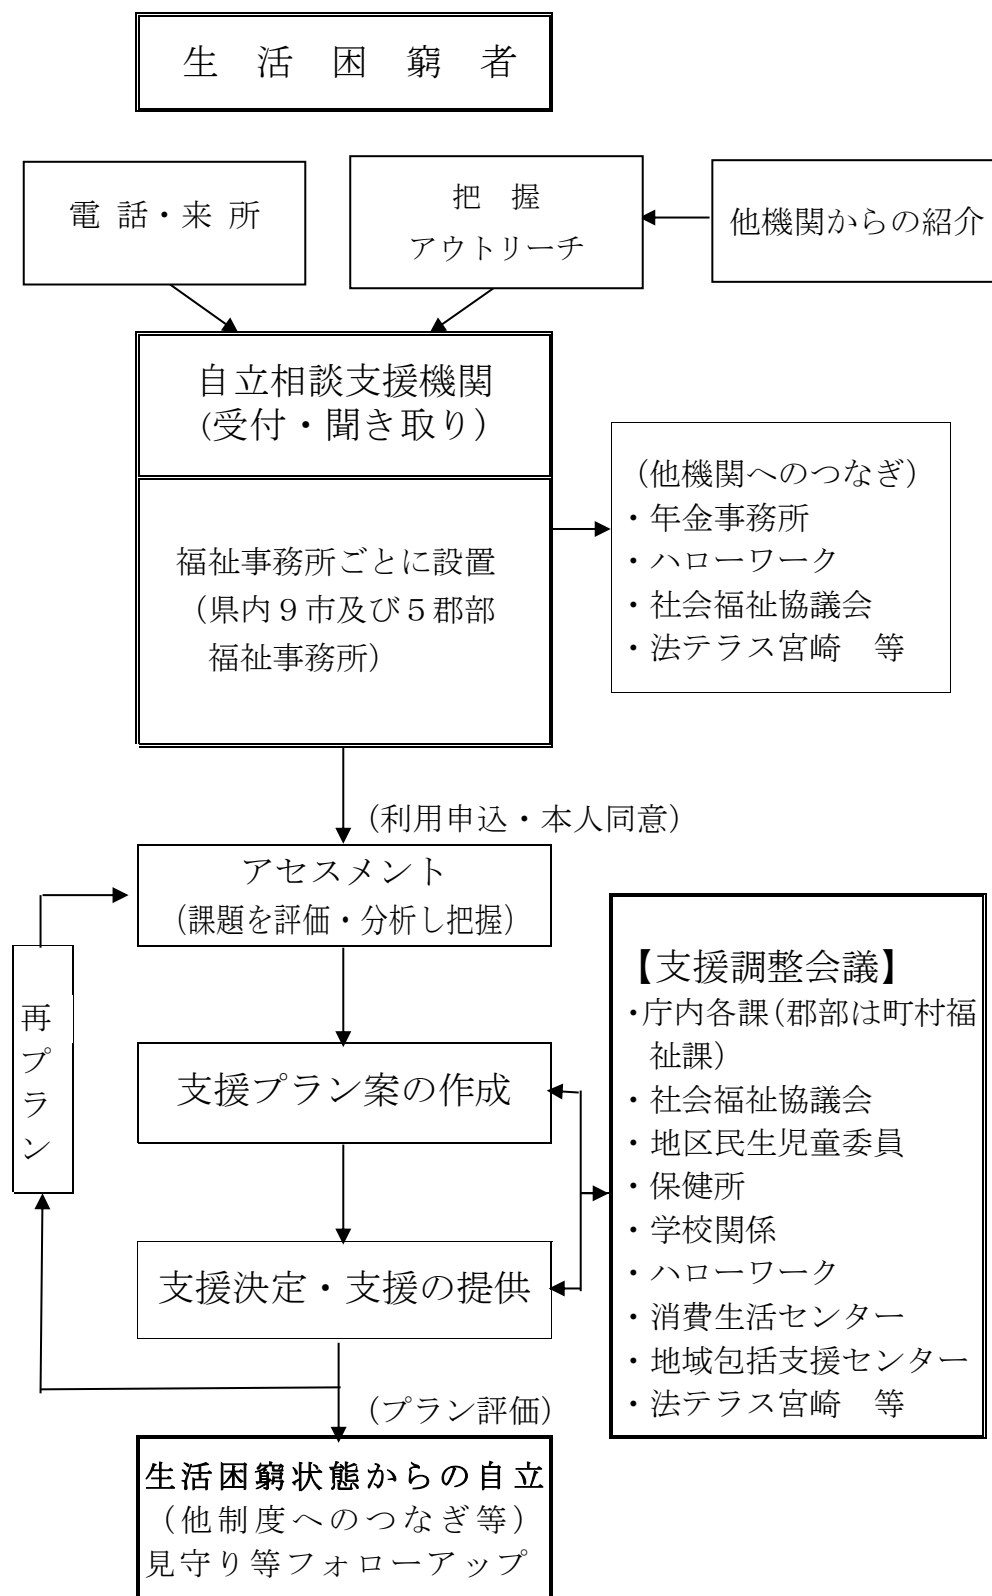 生　活　困　窮　者
電 話・来 所
把　握
アウトリーチ
他機関からの紹介
自立相談支援機関
(受付・聞き取り)
福祉事務所ごとに設置
（県内９市及び５郡部
福祉事務所）
（他機関へのつなぎ）
・年金事務所
・ハローワーク
・社会福祉協議会
・法テラス宮崎　等
（利用申込・本人同意）
アセスメント
（課題を評価・分析し把握）
再プラン
支援プラン案の作成
支援決定・支援の提供
【支援調整会議】
・庁内各課（郡部は町村福
祉課）
・社会福祉協議会
・地区民生児童委員
・保健所
・学校関係
・ハローワーク
・消費生活センター
・地域包括支援センター
・法テラス宮崎　等
（プラン評価）
生活困窮状態からの自立
（他制度へのつなぎ等）
見守り等フォローアップ